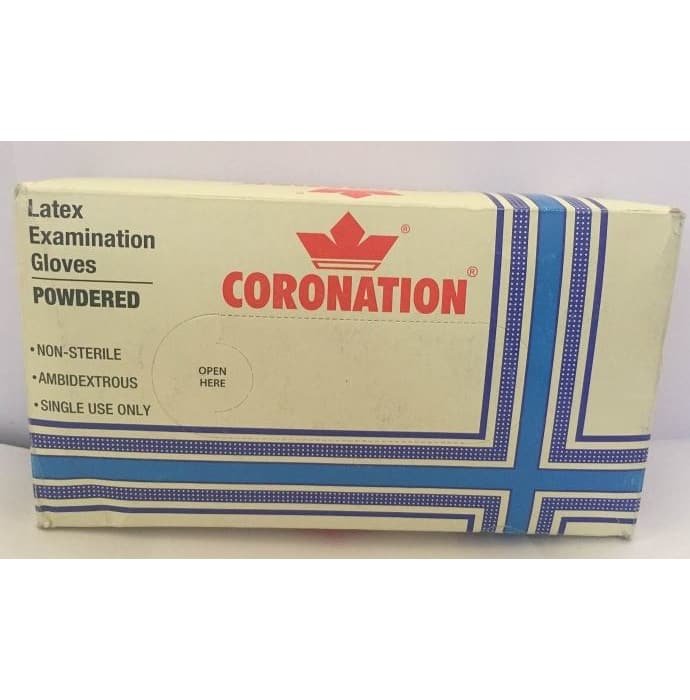 Latex
Examination
Gloves
POWDERED
•NON-STERILE
•AMBIDEXTROUS
•SINGLE USE ONLY
®
CORONATION®
OPEN
HERE